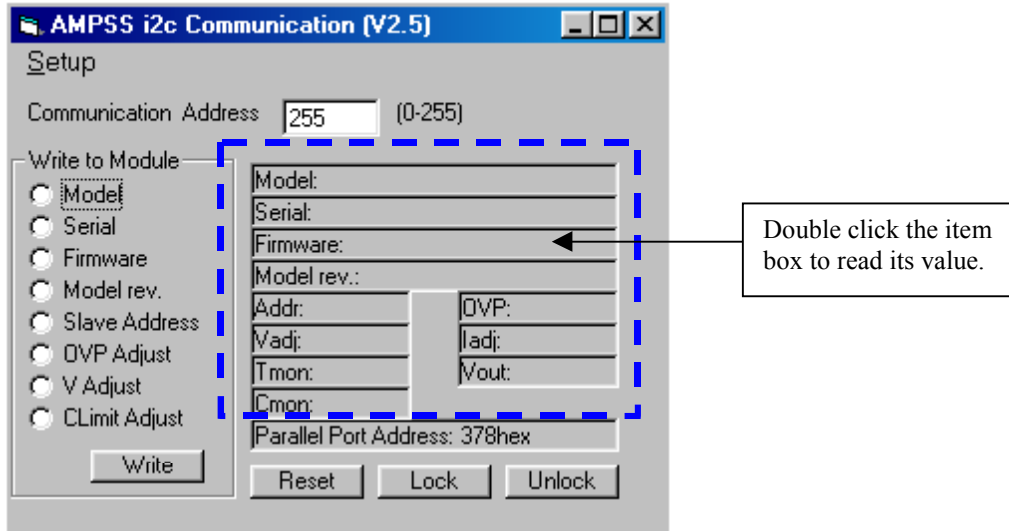 AMPSS i2c Communication (V2.5)
Setup
Communication Address 255 (0-255)
Write to Module
Model
Serial
Firmware
Model rev.
Slave Address
OVP Adjust
V Adjust
CLimit Adjust
Write
Model:
Serial:
Firmware:
Model rev.:
Addr: OVP:
Vadj: Iadj:
Tmon: Vout:
Cmon:
Parallel Port Address: 378hex
Reset Lock Unlock
Double click the item
box to read its value.